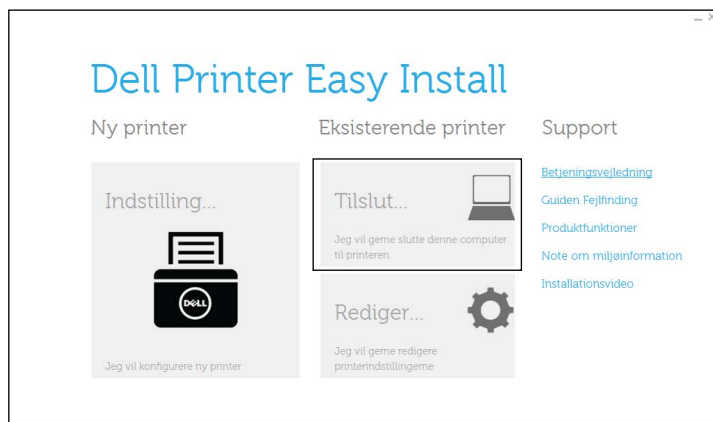 Dell Printer Easy Install
Ny printer
Indstilling...
DELL
Jeg vil konfigurere ny printer
Eksisterende printer
Tilslut...
Jeg vil gerne slutte denne computer
til printeren
Rediger...
Jeg vil gerne redigere
printerindstillingerne
Support
Betjeningsvejledning
Guiden Fejlfinding
Produktfunktioner
Note om miljøinformation
Installationsvideo